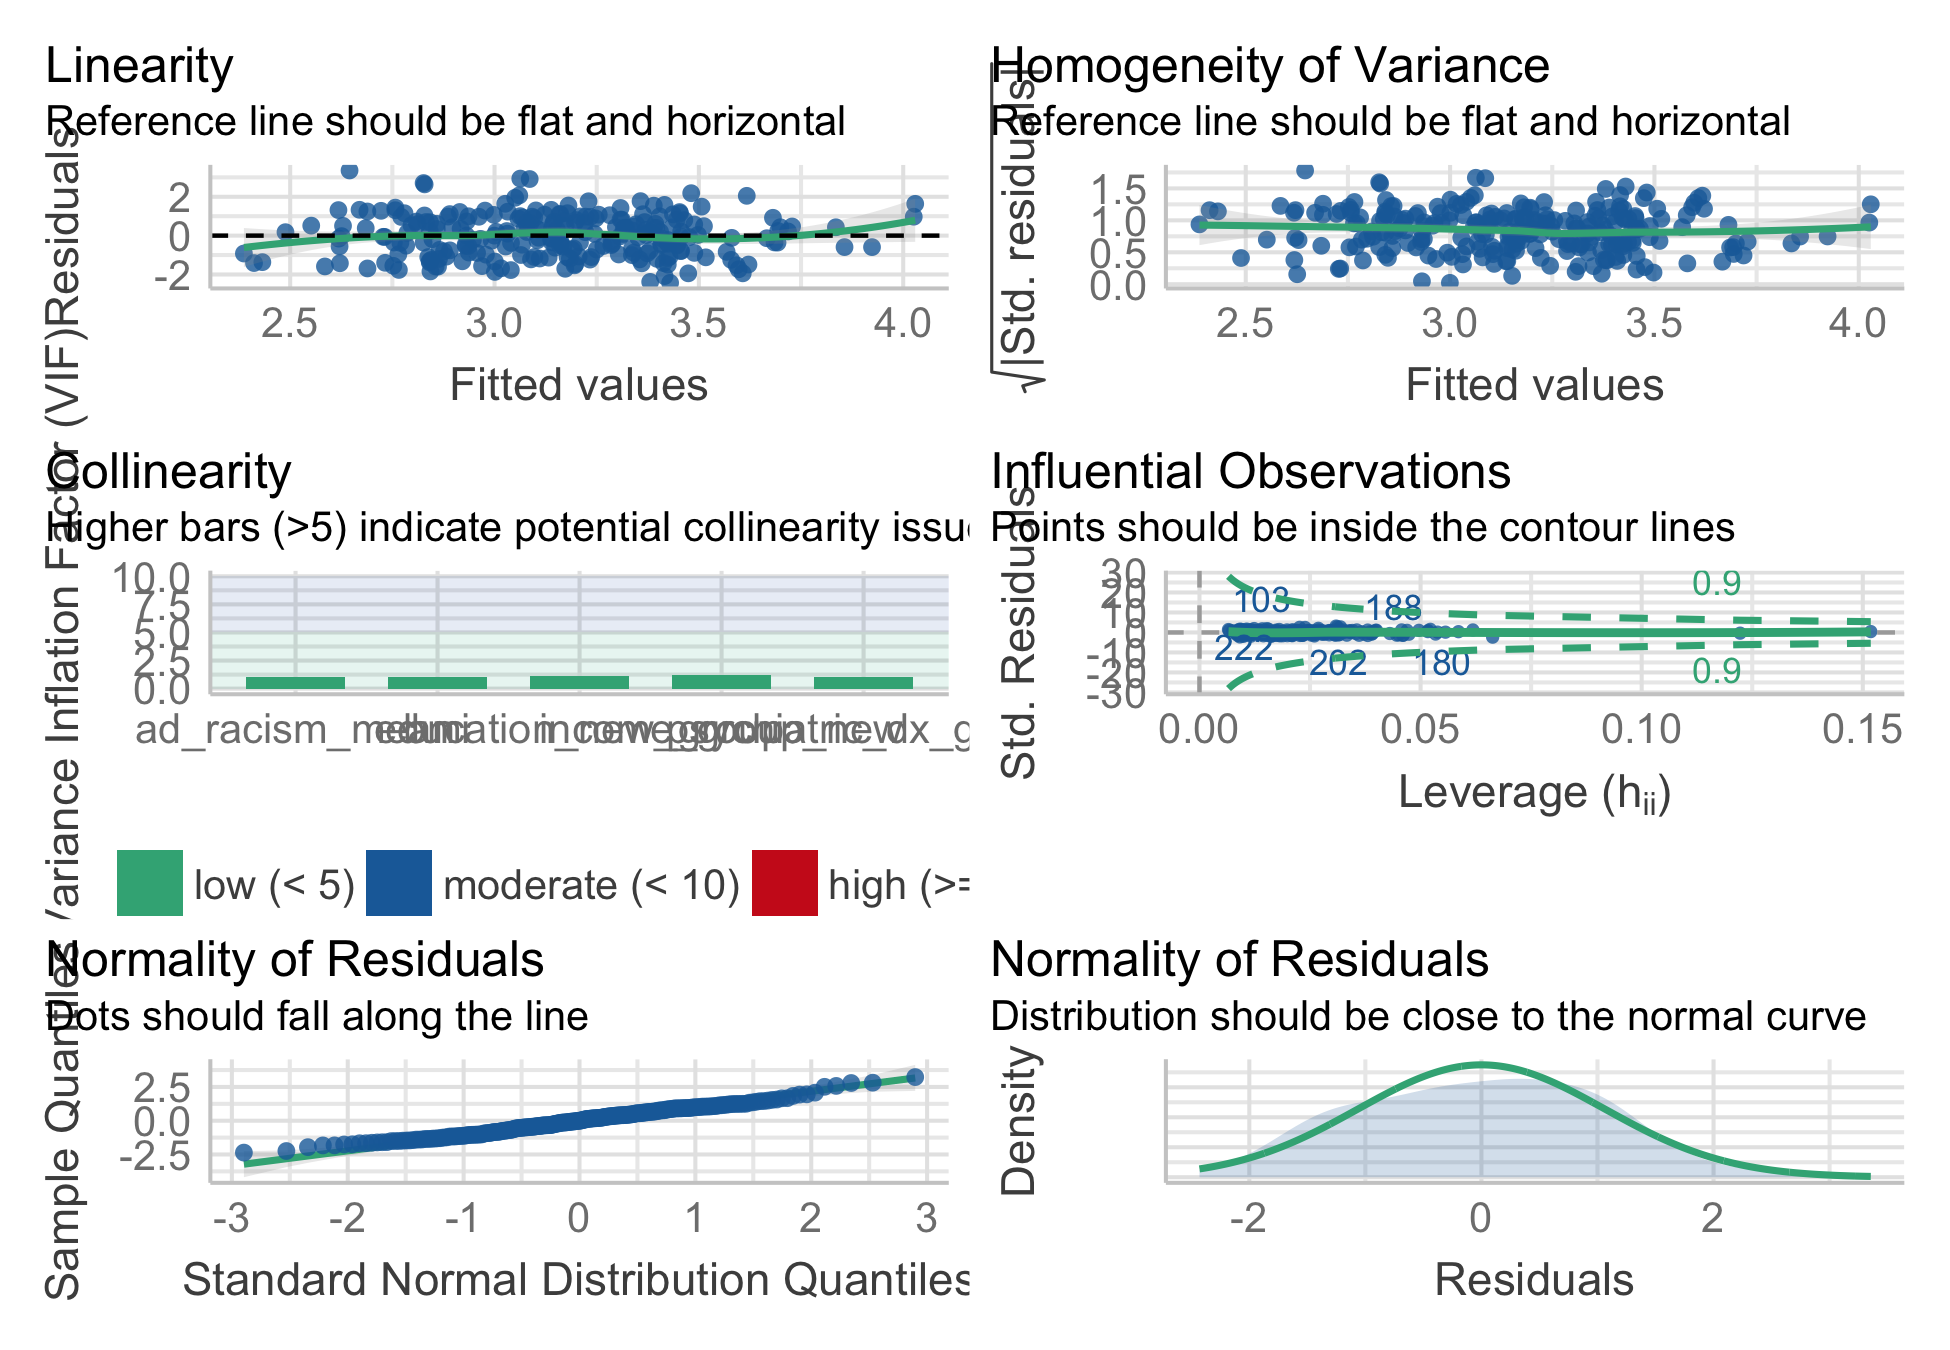 Linearity
Reference line should be flat and horizontal
Residuals
2
0
-2
2.5 3.0 3.5 4.0
Fitted values
Homogeneity of Variance
Reference line should be flat and horizontal
√|Std. residuals|
1.5
1.0
0.5
0.0
2.5 3.0 3.5 4.0
Fitted values
Collinearity
Higher bars (>5) indicate potential collinearity issue
Variance Inflation Factor (VIF)
10.0
7.5
5.0
2.5
0.0
ad_racism_m
low (< 5) moderate (< 10) high (>=
Influential Observations
Points should be inside the contour lines
Std. Residuals
30
20
10
0
-10
-20
-30
103 188 0.9
222 202 180 0.9
0.00 0.05 0.10 0.15
Leverage (hii)
Normality of Residuals
Dots should fall along the line
Sample Quantiles
2.5
0.0
-2.5
-3 -2 -1 0 1 2 3
Standard Normal Distribution Quantiles
Normality of Residuals
Distribution should be close to the normal curve
Density
-2 0 2
Residuals